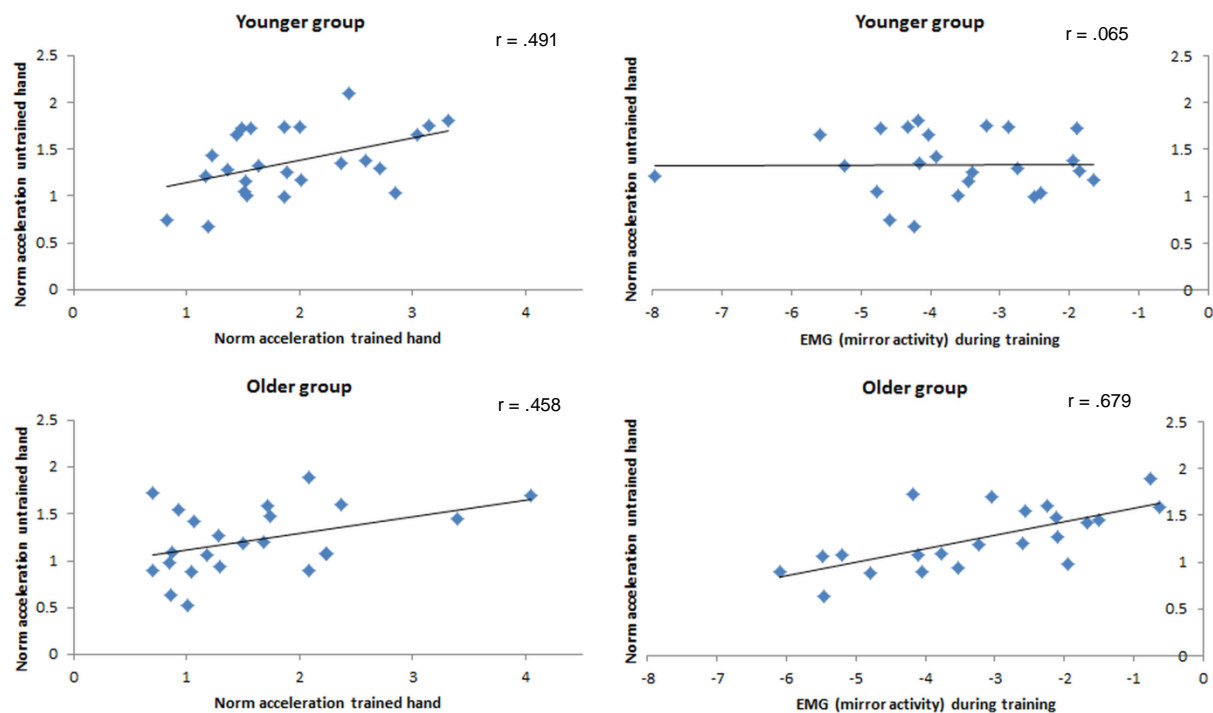 Younger group
r = .491
Norm acceleration untrained hand
2.5
2
1.5
1
0.5
0
0 1 2 3 4
Norm acceleration trained hand
Younger group
r = .065
Norm acceleration untrained hand
2.5
2
1.5
1
0.5
0
-8 -7 -6 -5 -4 -3 -2 -1 0
EMG (mirror activity) during training
Older group
r = .458
Norm acceleration untrained hand
2.5
2
1.5
1
0.5
0
0 1 2 3 4
Norm acceleration trained hand
Older group
r = .679
Norm acceleration untrained hand
2.5
2
1.5
1
0.5
0
-8 -7 -6 -5 -4 -3 -2 -1 0
EMG (mirror activity) during training